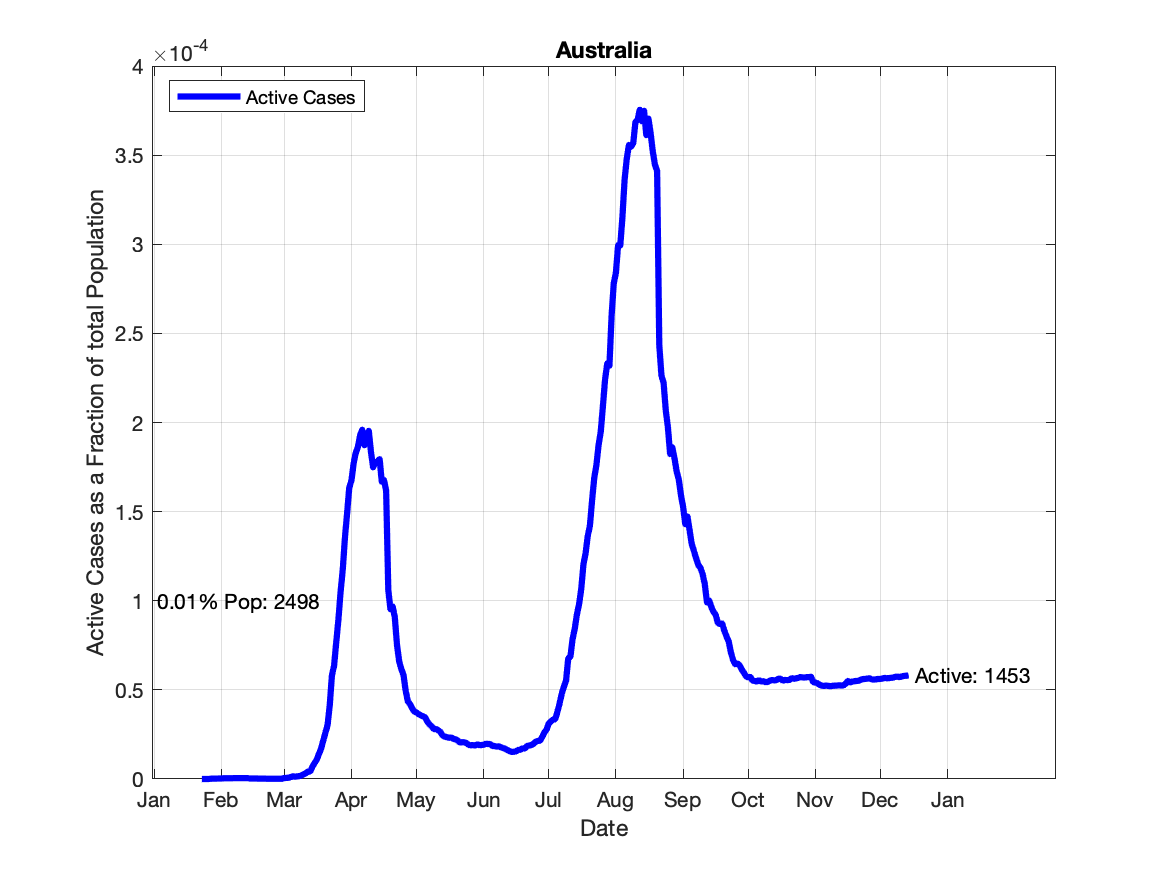 Australia
×10-4
Active Cases
4
3.5
3
2.5
2
1.5
1
0.5
0
Active Cases as a Fraction of total Population
0.01% Pop: 2498
Active: 1453
Jan Feb Mar Apr May Jun Jul Aug Sep Oct Nov Dec Jan
Date